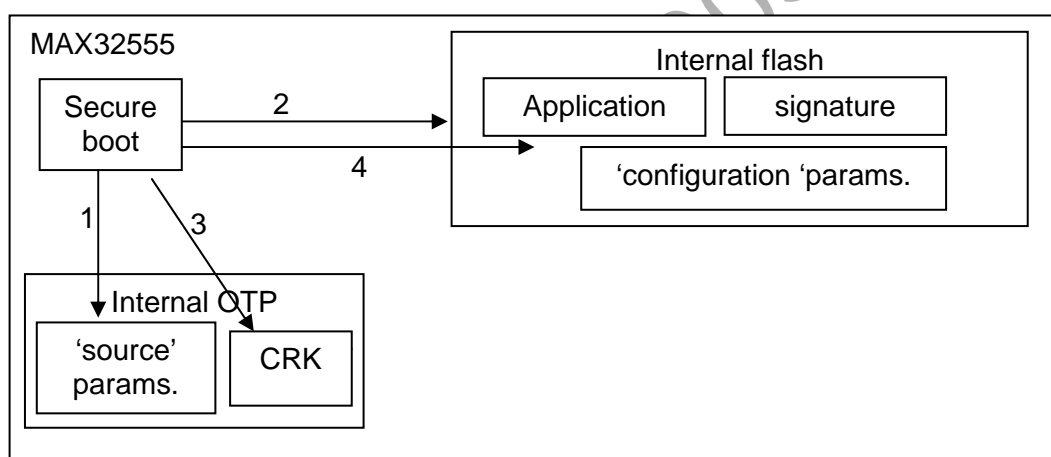 MAX32555
Internal flash
Secure
boot
2
Application
signature
4
'configuration 'params.
1
3
Internal OTP
'source'
params.
CRK